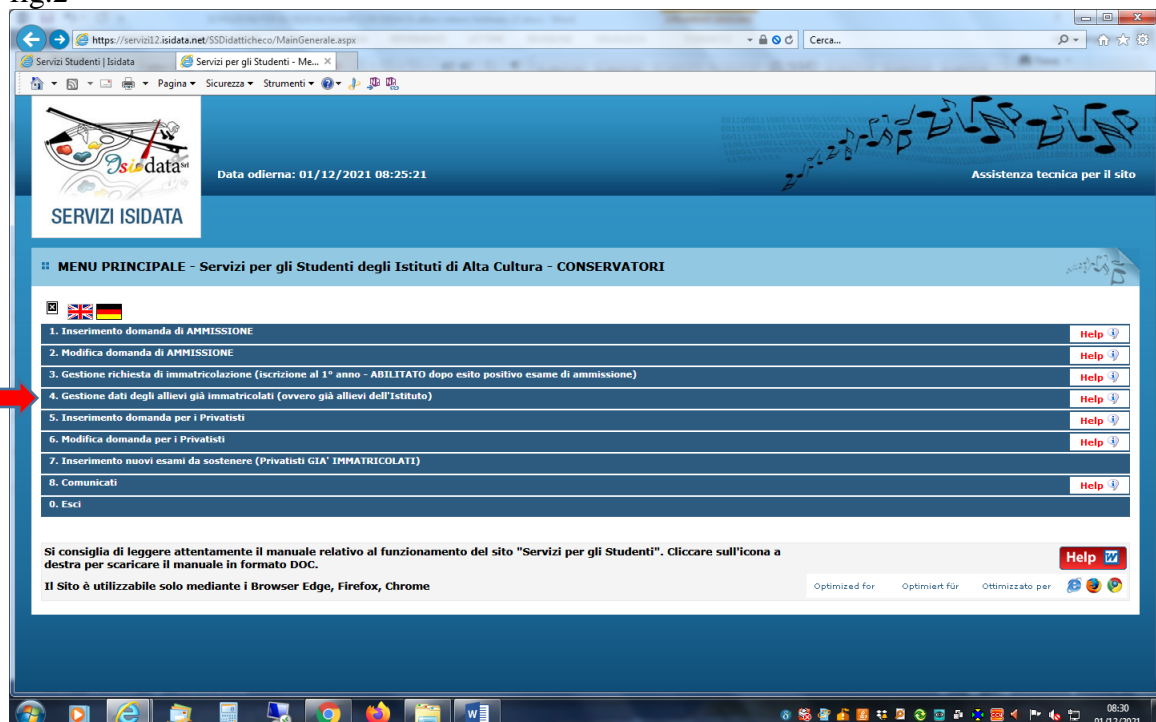 fig.2
https://servizi12.isidata.net/SSDidatticheco/MainGenerale.aspx
Cerca...
Servizi Studenti | Isidata
Servizi per gli Studenti - Me...
Pagina
Sicurezza
Strumenti
Isidata srl
SERVIZI ISIDATA
Data odierna: 01/12/2021 08:25:21
Assistenza tecnica per il sito
MENU PRINCIPALE - Servizi per gli Studenti degli Istituti di Alta Cultura - CONSERVATORI
1. Inserimento domanda di AMMISSIONE
Help
2. Modifica domanda di AMMISSIONE
Help
3. Gestione richiesta di immatricolazione (iscrizione al 1° anno - ABILITATO dopo esito positivo esame di ammissione)
Help
4. Gestione dati degli allievi già immatricolati (ovvero già allievi dell'Istituto)
Help
5. Inserimento domanda per i Privatisti
Help
6. Modifica domanda per i Privatisti
Help
7. Inserimento nuovi esami da sostenere (Privatisti GIA' IMMATRICOLATI)
8. Comunicati
Help
0. Esci
Si consiglia di leggere attentamente il manuale relativo al funzionamento del sito "Servizi per gli Studenti". Cliccare sull'icona a
destra per scaricare il manuale in formato DOC.
Help
Il Sito è utilizzabile solo mediante i Browser Edge, Firefox, Chrome
Optimized for
Optimiert für
Ottimizzato per
08:30
01/12/2021